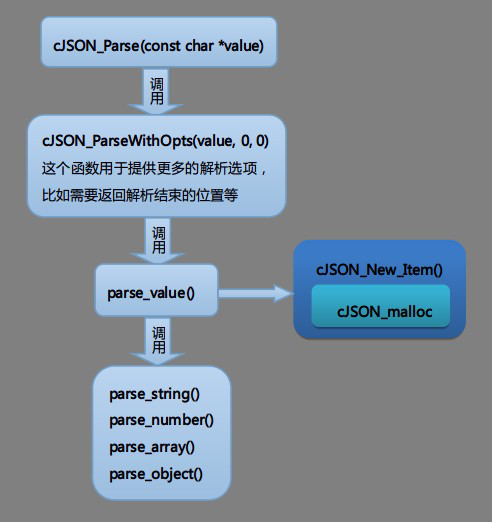 cJSON_Parse(const char *value)
调用
cJSON_ParseWithOpts(value, 0, 0)
这个函数用于提供更多的解析选项，
比如需要返回解析结束的位置等
调用
parse_value()
cJSON_New_Item()
cJSON_malloc
调用
parse_string()
parse_number()
parse_array()
parse_object()